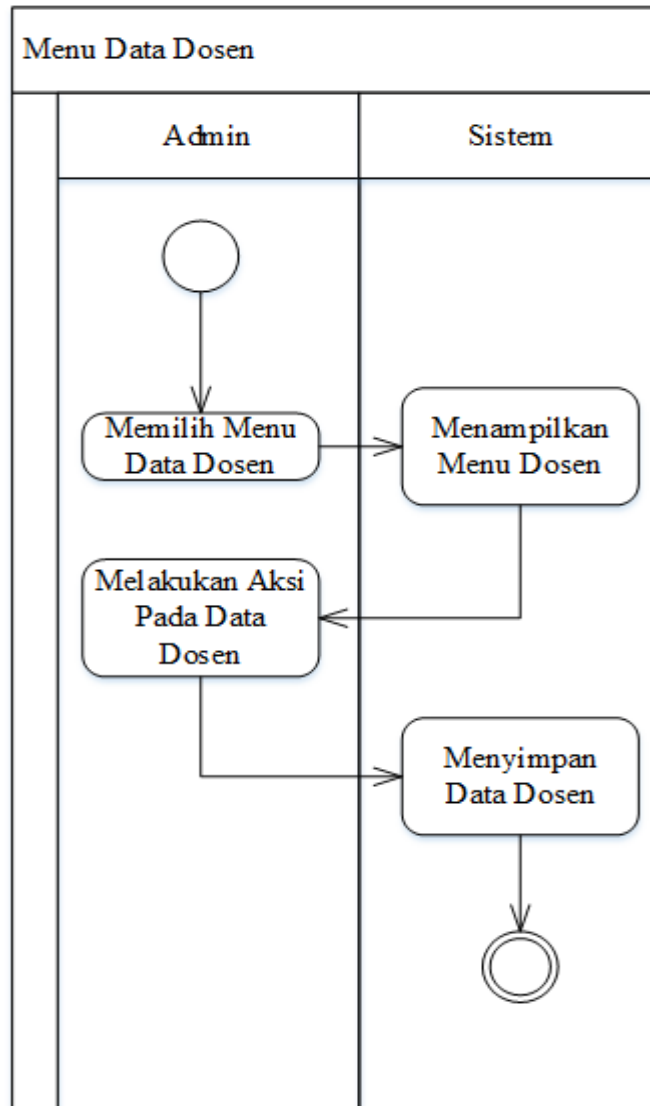 Menu Data Dosen
Admin
Sistem
Memilih Menu
Data Dosen
Menampilkan
Menu Dosen
Melakukan Aksi
Pada Data
Dosen
Menyimpan
Data Dosen